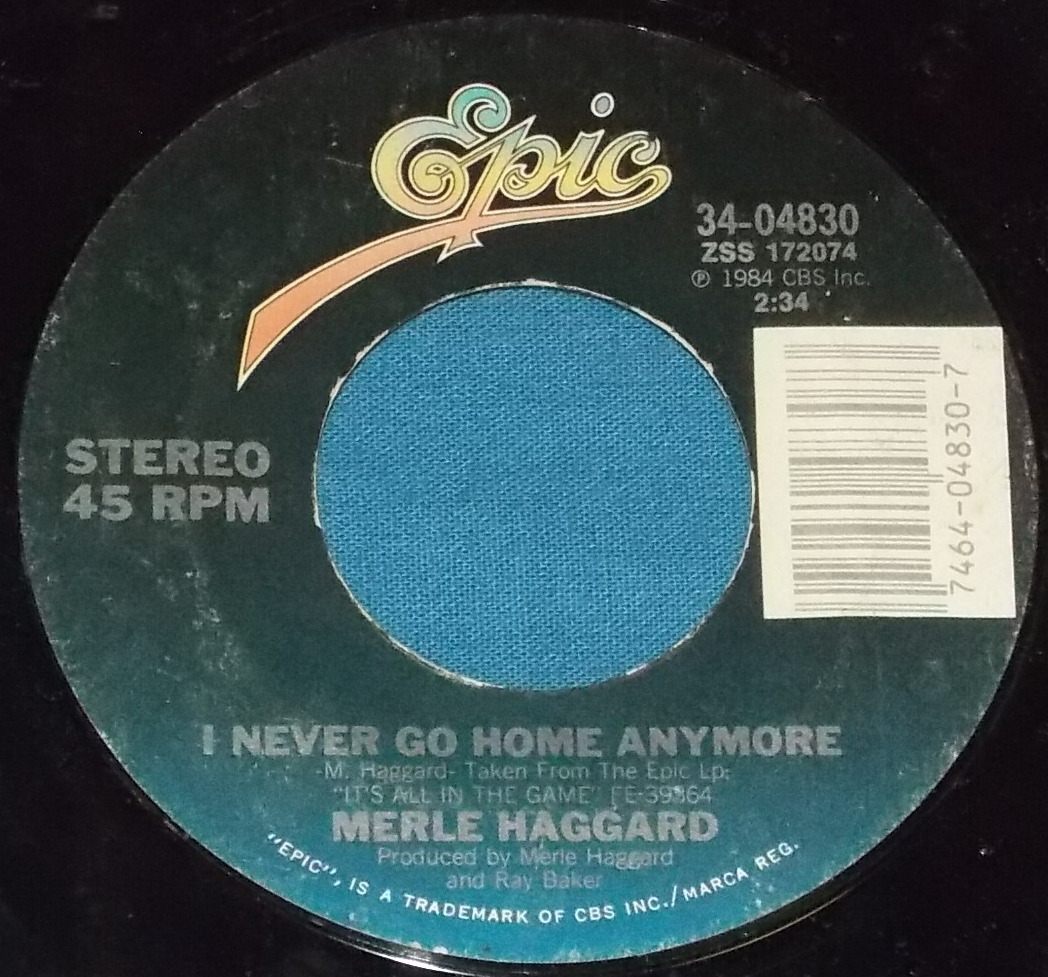 Epic
34-04830
ZSS 172074
℗ 1984 CBS Inc.
2:34
7464-04830-7
STEREO
45 RPM
I NEVER GO HOME ANYMORE
-M. Haggard- Taken From The Epic Lp:
"IT'S ALL IN THE GAME" FE-39364
MERLE HAGGARD
Produced by Merle Haggard
and Ray Baker
"EPIC", IS A TRADEMARK OF CBS INC./MARCA REG.